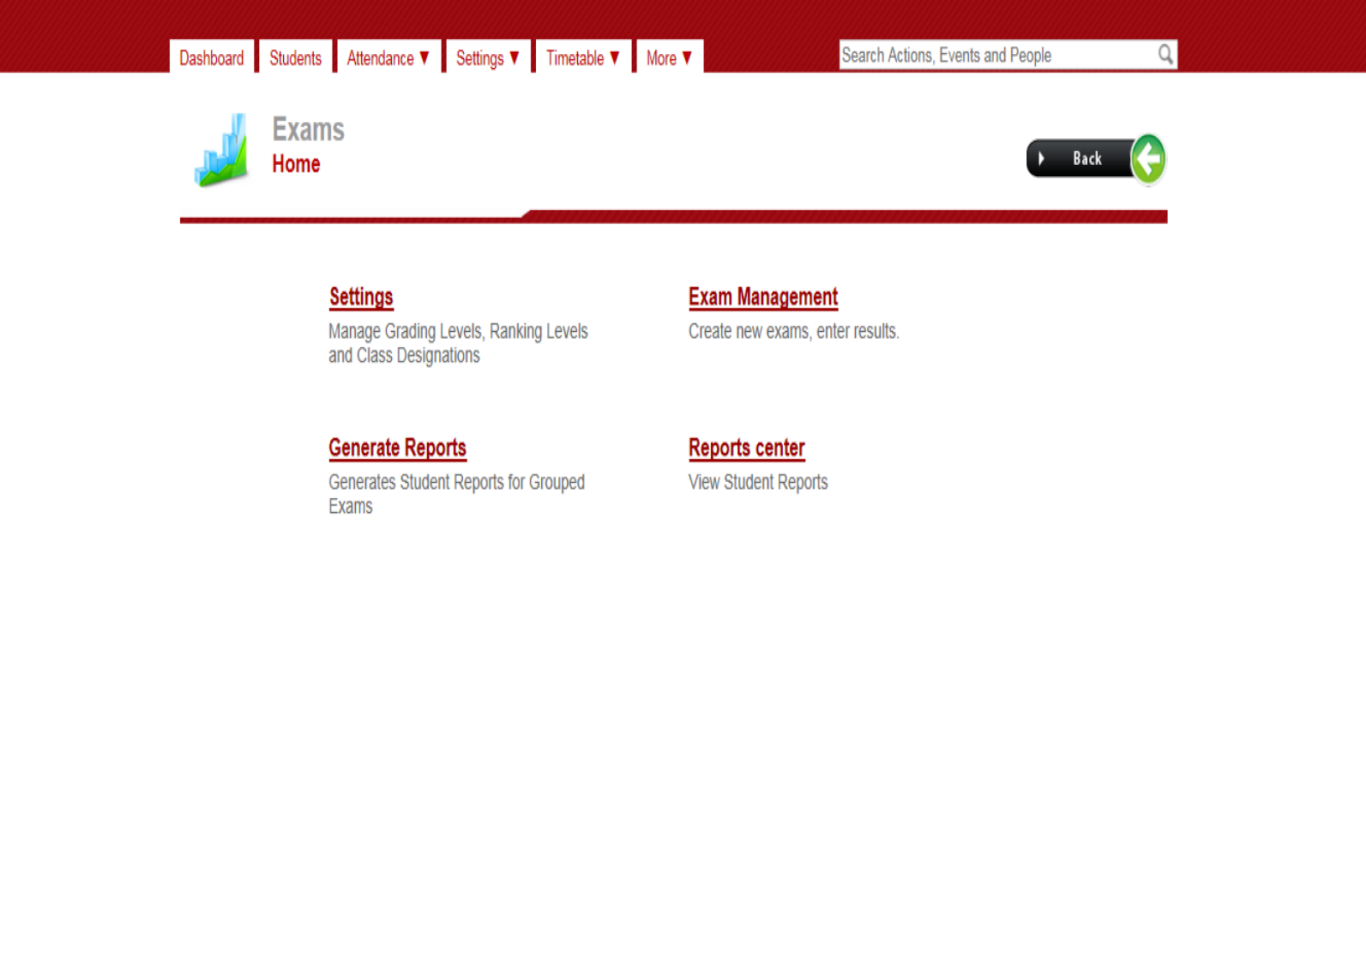 Dashboard Students Attendance ▼ Settings ▼ Timetable ▼ More ▼ Search Actions, Events and People
Exams
Home
Back
Settings
Manage Grading Levels, Ranking Levels
and Class Designations
Exam Management
Create new exams, enter results.
Generate Reports
Generates Student Reports for Grouped
Exams
Reports center
View Student Reports